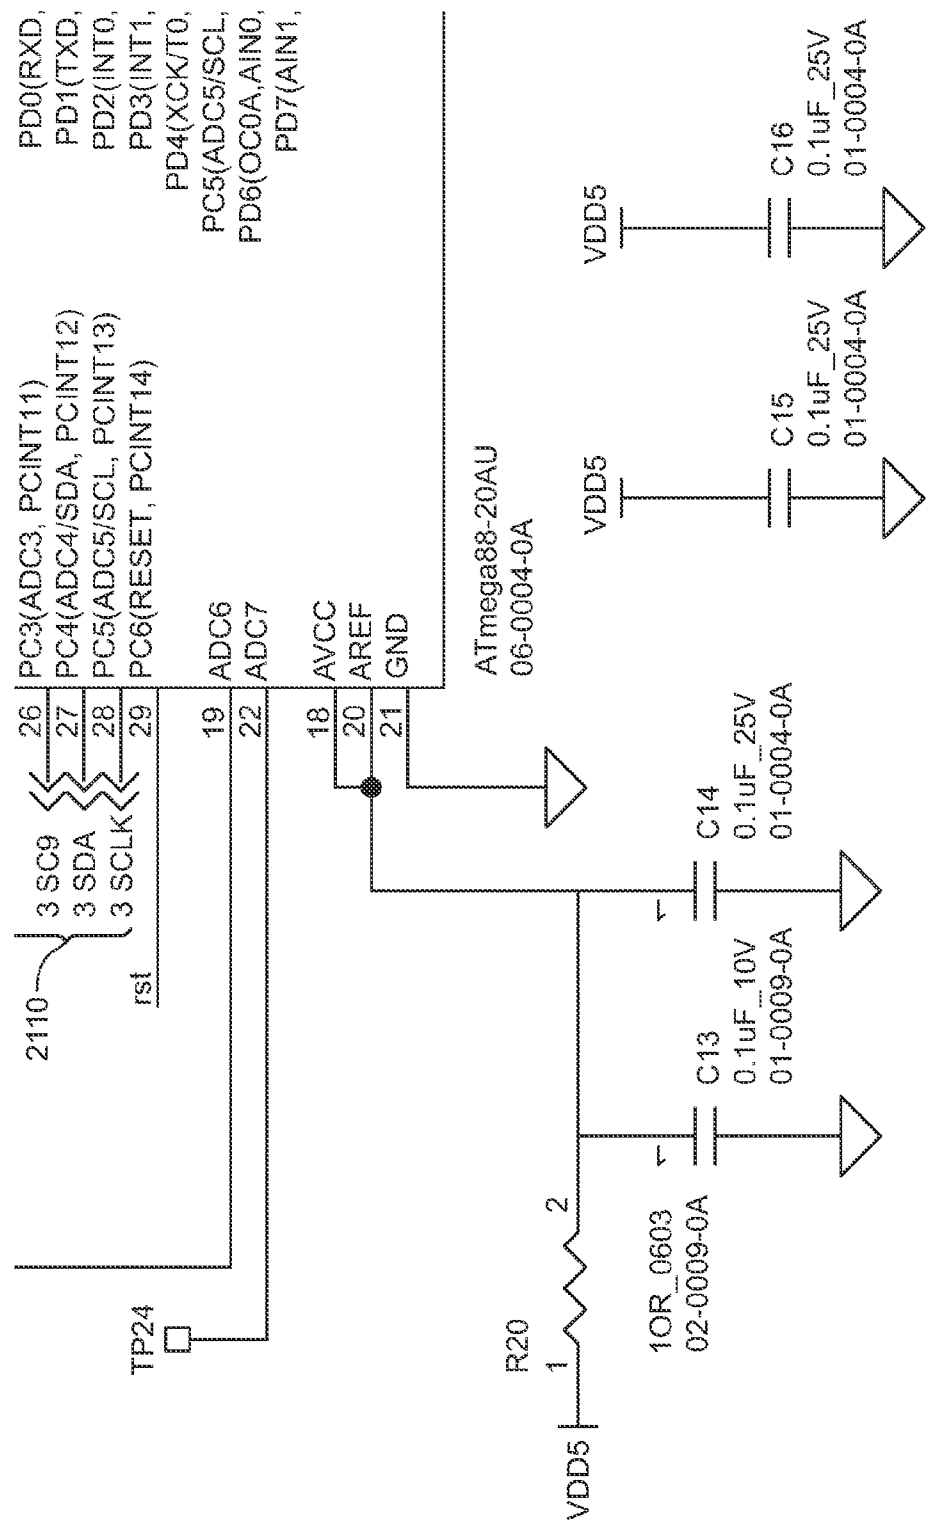 PD0(RXD,
PD1(TXD,
PD2(INT0,
PD3(INT1,
PD4(XCK/T0,
PC5(ADC5/SCL,
PD6(OC0A,AIN0
PD7(AIN1,
26 PC3(ADC3, PCINT11)
27 PC4(ADC4/SDA, PCINT12)
28 PC5(ADC5/SCL, PCINT13)
29 PC6(RESET, PCINT14)
19 ADC6
22 ADC7
18 AVCC
20 AREF
21 GND
3 SC9
3 SDA
3 SCLK
2110
rst
TP24
ATmega88-20AU
06-0004-0A
VDD5
R20
1
2
1OR_0603
02-0009-0A
C13
0.1uF_10V
01-0009-0A
C14
0.1uF_25V
01-0004-0A
VDD5
C15
0.1uF_25V
01-0004-0A
VDD5
C16
0.1uF_25V
01-0004-0A